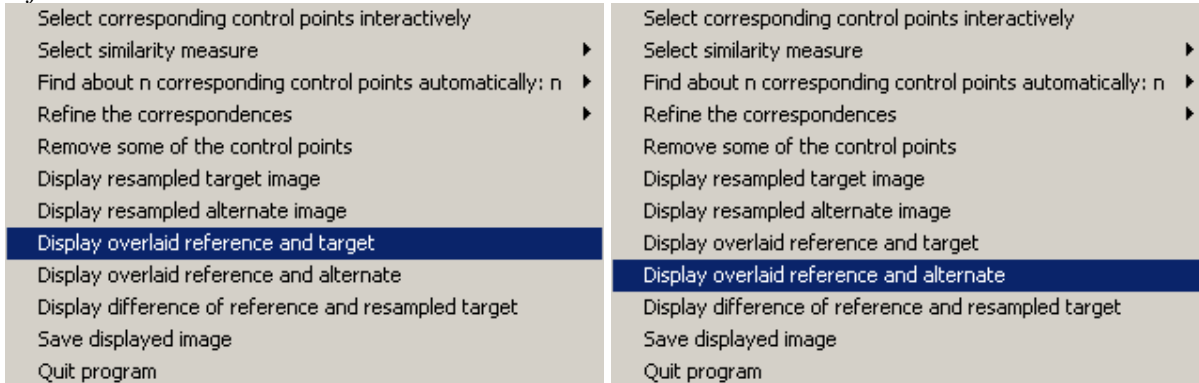 Select corresponding control points interactively
Select similarity measure
Find about n corresponding control points automatically: n
Refine the correspondences
Remove some of the control points
Display resampled target image
Display resampled alternate image
Display overlaid reference and target
Display overlaid reference and alternate
Display difference of reference and resampled target
Save displayed image
Quit program
Select corresponding control points interactively
Select similarity measure
Find about n corresponding control points automatically: n
Refine the correspondences
Remove some of the control points
Display resampled target image
Display resampled alternate image
Display overlaid reference and target
Display overlaid reference and alternate
Display difference of reference and resampled target
Save displayed image
Quit program